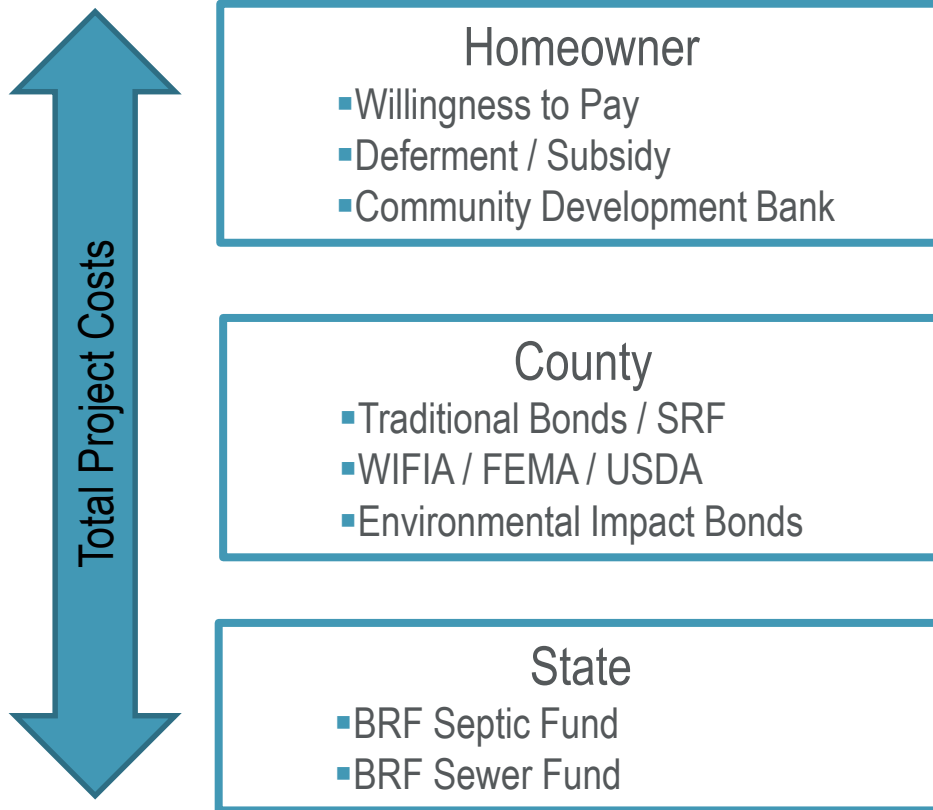 Total Project Costs
Homeowner
▪Willingness to Pay
▪Deferment / Subsidy
▪Community Development Bank
County
▪Traditional Bonds / SRF
▪WIFIA / FEMA / USDA
▪Environmental Impact Bonds
State
▪BRF Septic Fund
▪BRF Sewer Fund